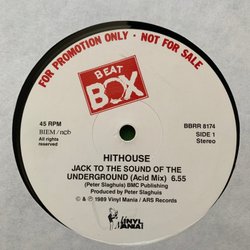 FOR PROMOTION ONLY · NOT FOR SALE
BEAT
BOX
45 RPM
BIEM/ncb
All rights
reserved
BBRR 8174
SIDE 1
Stereo
HITHOUSE
JACK TO THE SOUND OF THE
UNDERGROUND (Acid Mix) 6.55
(Peter Slaghuis) BMC Publishing
Produced by Peter Slaghuis
© & ℗ 1989 Vinyl Mania / ARS Records
VINYL
MANIA!